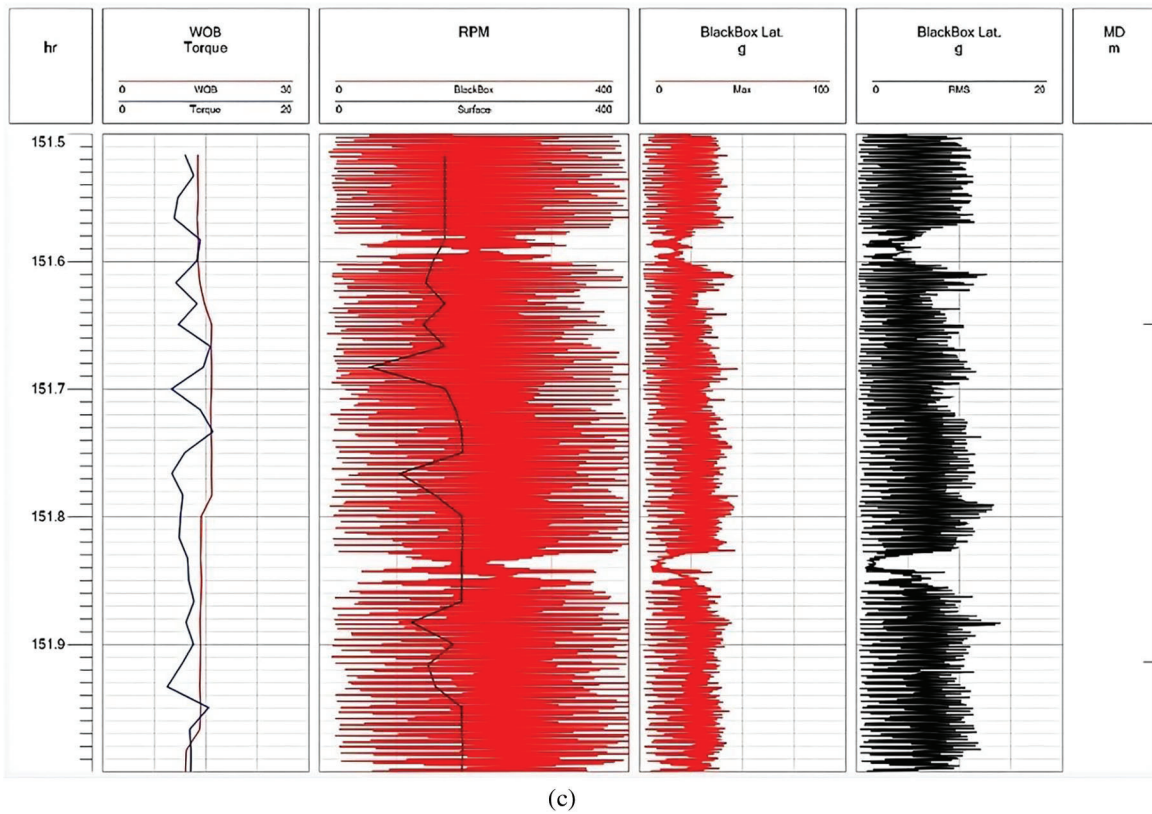 hr
WOB
Torque
0 WOB 30
0 Torque 20
RPM
0 BlackBox 400
0 Surface 400
BlackBox Lat.
g
0 Max 100
BlackBox Lat.
g
0 RMS 20
MD
m
151.5
151.6
151.7
151.8
151.9
(c)